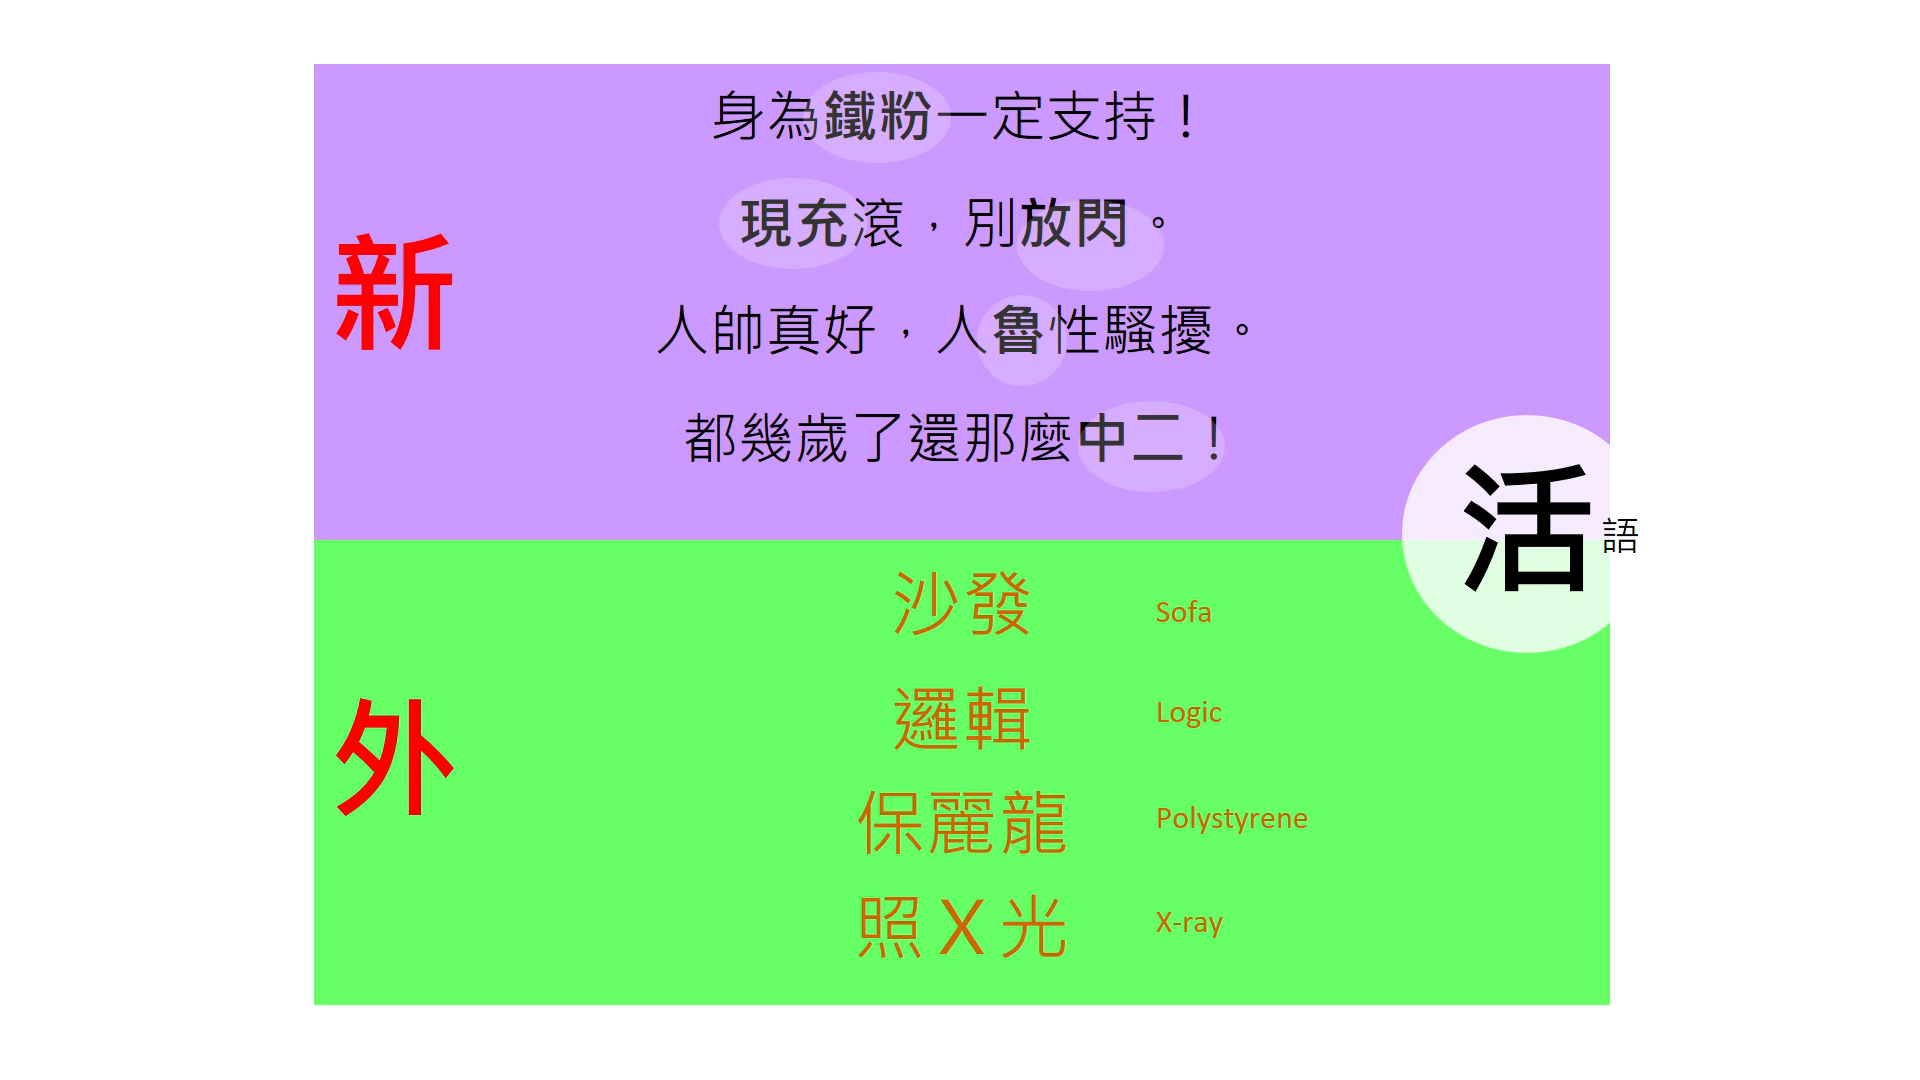 新
身為鐵粉一定支持！
現充滾，別放閃。
人帥真好，人魯性騷擾。
都幾歲了還那麼中二！
活語
外
沙發 Sofa
邏輯 Logic
保麗龍 Polystyrene
照X光 X-ray